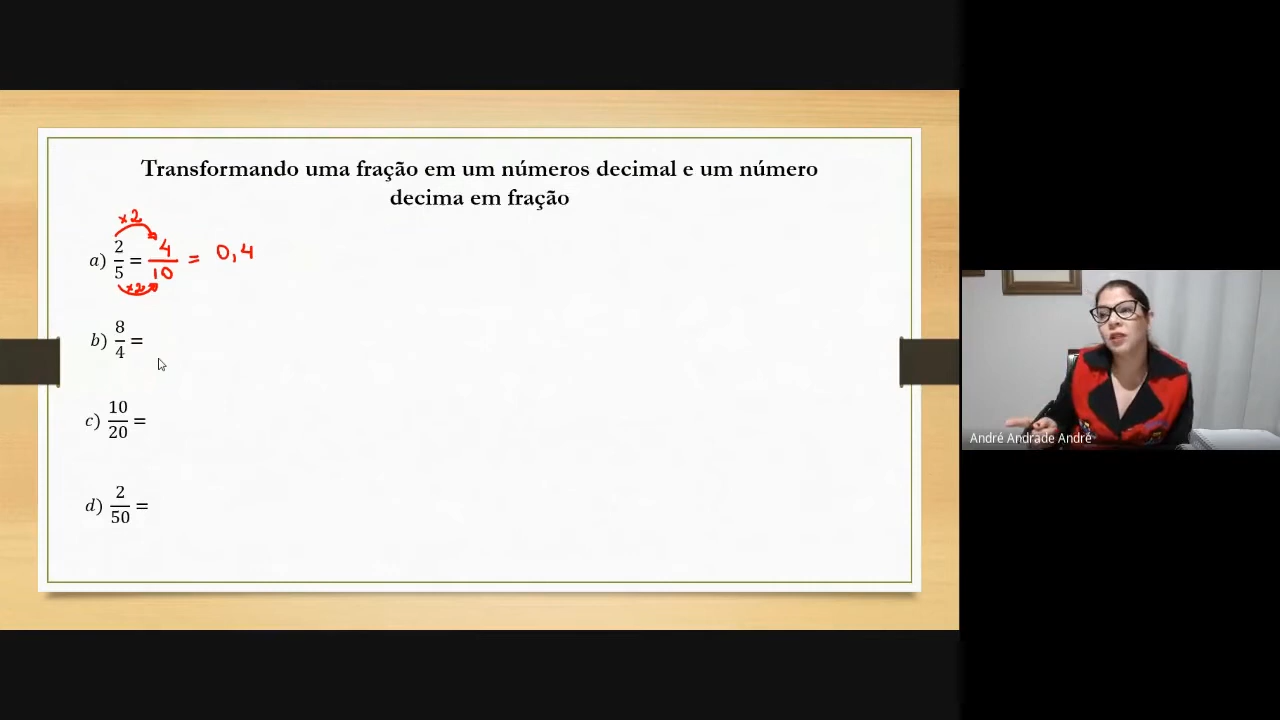 Transformando uma fração em um números decimal e um número
decima em fração
×2
a) 2/5 = 4/10 = 0,4
×2
b) 8/4 =
c) 10/20 =
d) 2/50 =
André Andrade André